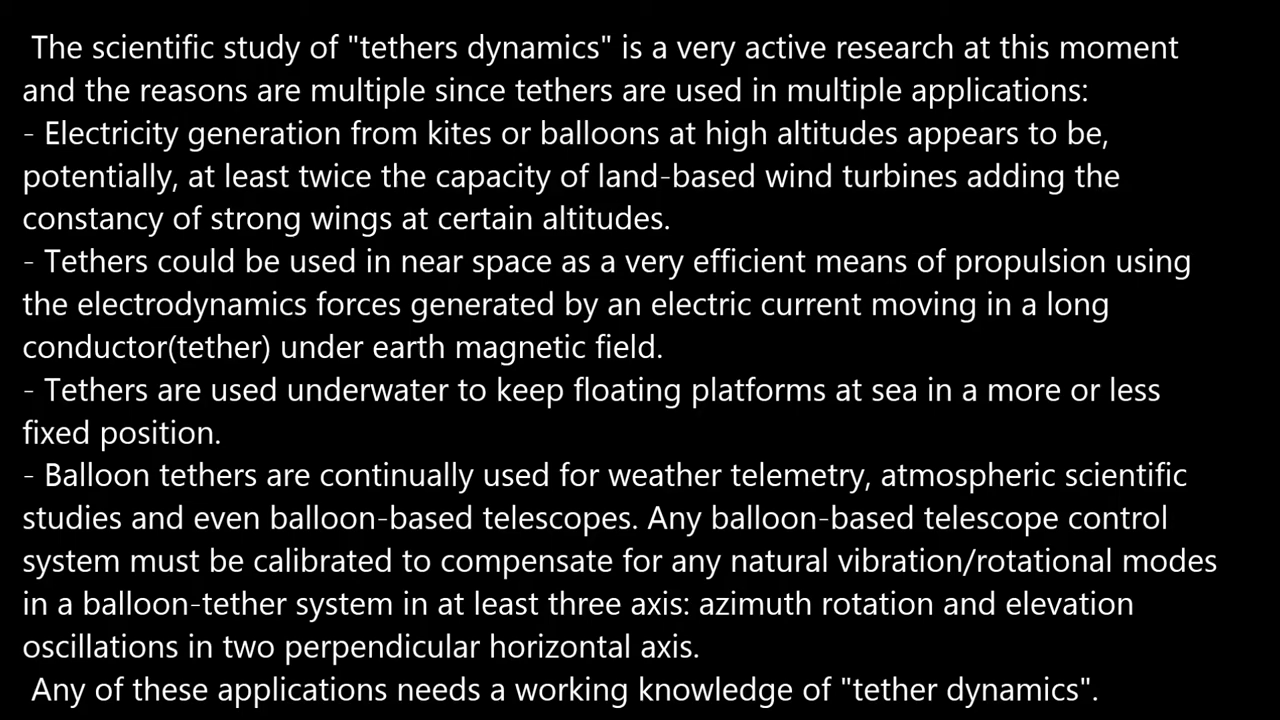 The scientific study of "tethers dynamics" is a very active research at this moment
and the reasons are multiple since tethers are used in multiple applications:
- Electricity generation from kites or balloons at high altitudes appears to be,
potentially, at least twice the capacity of land-based wind turbines adding the
constancy of strong wings at certain altitudes.
- Tethers could be used in near space as a very efficient means of propulsion using
the electrodynamics forces generated by an electric current moving in a long
conductor(tether) under earth magnetic field.
- Tethers are used underwater to keep floating platforms at sea in a more or less
fixed position.
- Balloon tethers are continually used for weather telemetry, atmospheric scientific
studies and even balloon-based telescopes. Any balloon-based telescope control
system must be calibrated to compensate for any natural vibration/rotational modes
in a balloon-tether system in at least three axis: azimuth rotation and elevation
oscillations in two perpendicular horizontal axis.
Any of these applications needs a working knowledge of "tether dynamics".